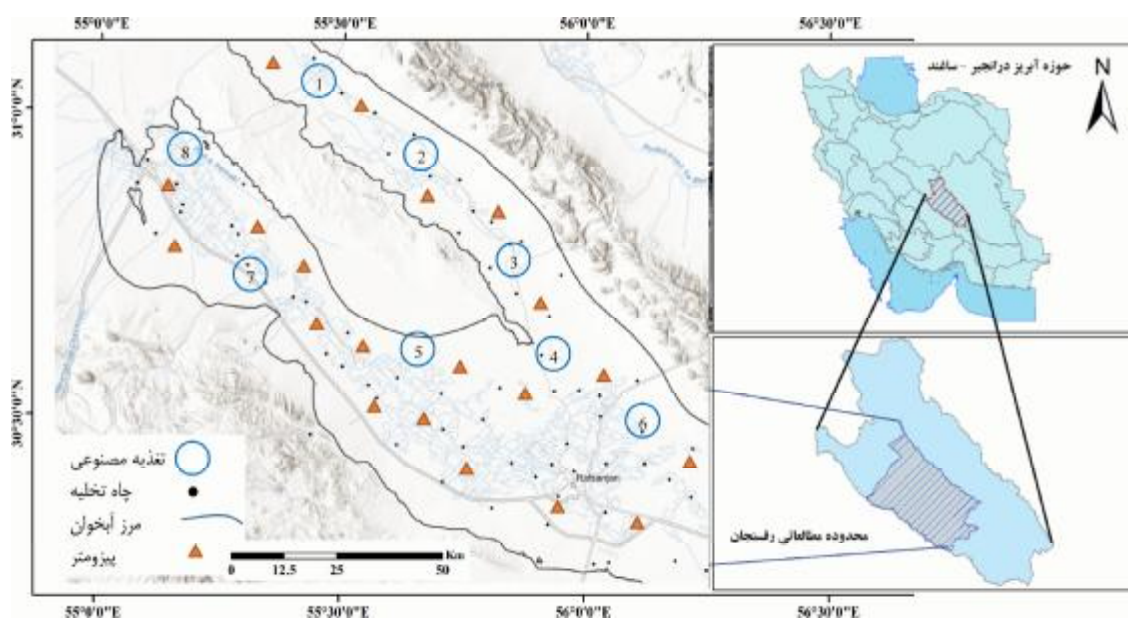 55°0'0"E 55°30'0"E 56°0'0"E 56°30'0"E
31°0'0"N
30°30'0"N
1
2
3
4
5
6
7
8
Rafsanjan
تغذیه مصنوعی
چاه تخلیه
مرز آبخوان
پیزومتر
0 12.5 25 50
Km
حوزه آبریز درانجیر - ساغند
N
محدوده مطالعاتی رفسنجان
55°0'0"E 55°30'0"E 56°0'0"E 56°30'0"E